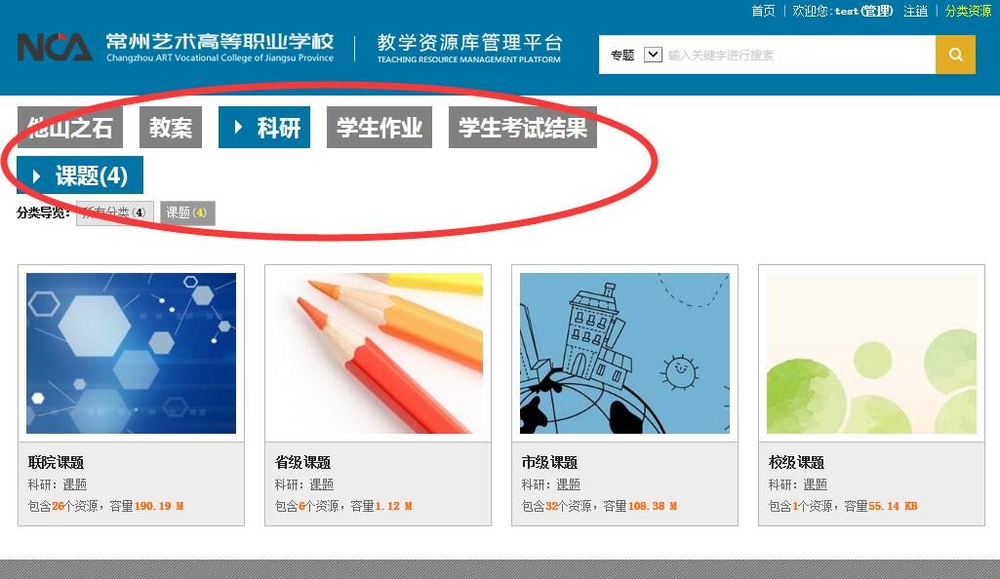 首页 | 欢迎您:test(管理) 注销 | 分类资源
NCA 常州艺术高等职业学校
Changzhou ART Vocational College of Jiangsu Province
教学资源库管理平台
TEACHING RESOURCE MANAGEMENT PLATFORM
专题 输入关键字进行搜索
他山之石 教案 科研 学生作业 学生考试结果
课题(4)
分类导览: 所有分类(4) 课题(4)
联院课题
科研: 课题
包含26个资源，容量190.19 M
省级课题
科研: 课题
包含6个资源，容量1.12 M
市级课题
科研: 课题
包含32个资源，容量108.38 M
校级课题
科研: 课题
包含1个资源，容量55.14 KB